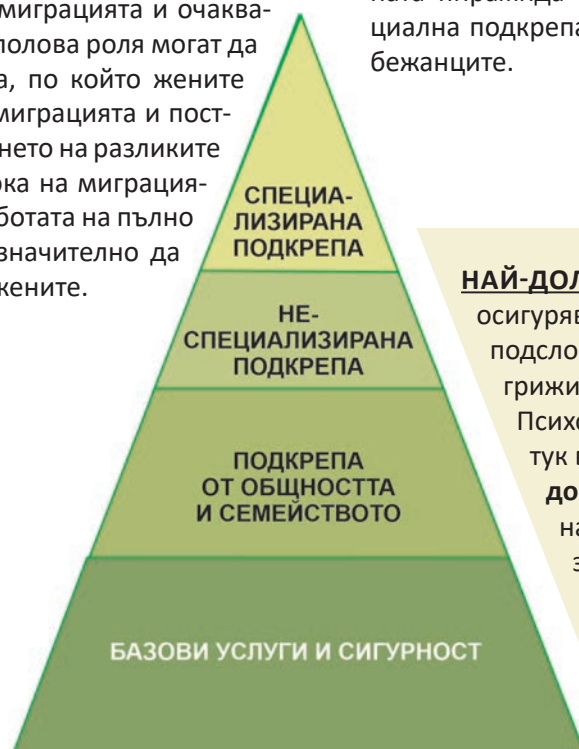 миграцията и очаква-
полова роля могат да
по който жените
миграцията и пост-
нето на разликите
на миграция-
ботата на пълно
значително да
жените.
циална подкрепа
бежанците.
СПЕЦИА-
ЛИЗИРАНА
ПОДКРЕПА
НЕ-
СПЕЦИАЛИЗИРАНА
ПОДКРЕПА
ПОДКРЕПА
ОТ ОБЩНОСТТА
И СЕМЕЙСТВОТО
БАЗОВИ УСЛУГИ И СИГУРНОСТ
НАЙ-ДОЛ
осигуряв
подсло
грижи
Психо
тук
до
на